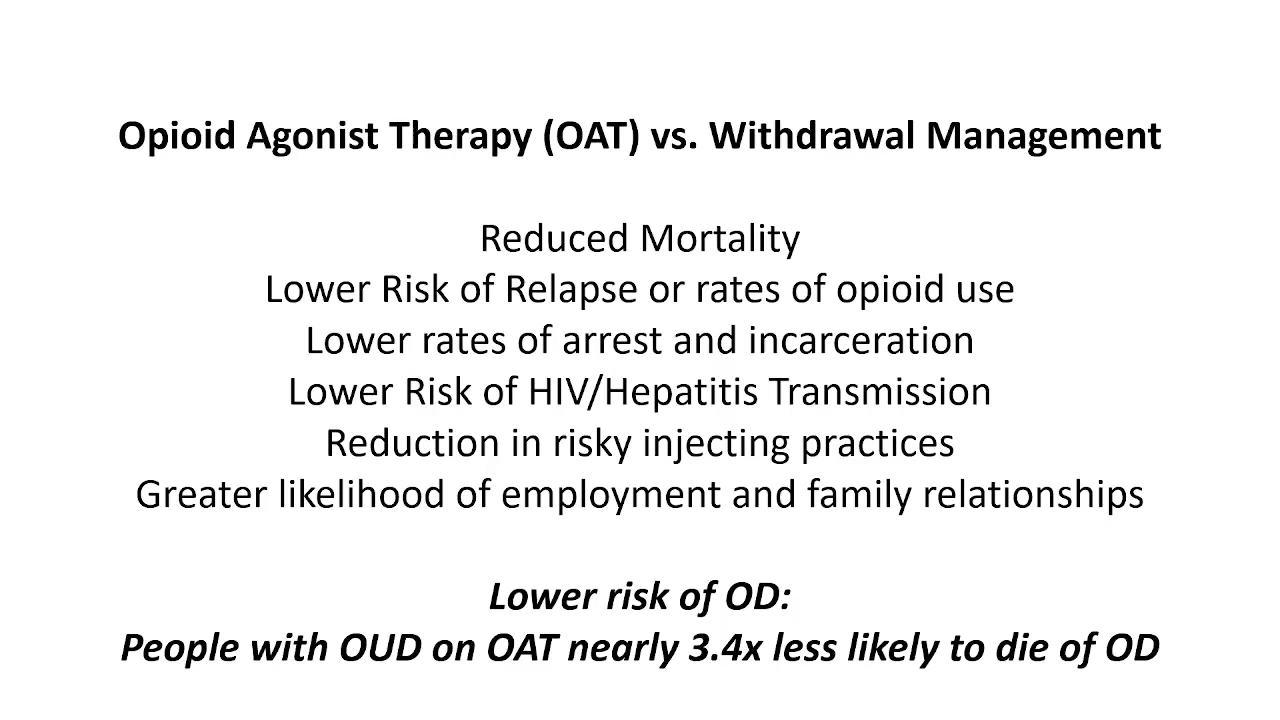 Opioid Agonist Therapy (OAT) vs. Withdrawal Management
Reduced Mortality
Lower Risk of Relapse or rates of opioid use
Lower rates of arrest and incarceration
Lower Risk of HIV/Hepatitis Transmission
Reduction in risky injecting practices
Greater likelihood of employment and family relationships
Lower risk of OD:
People with OUD on OAT nearly 3.4x less likely to die of OD